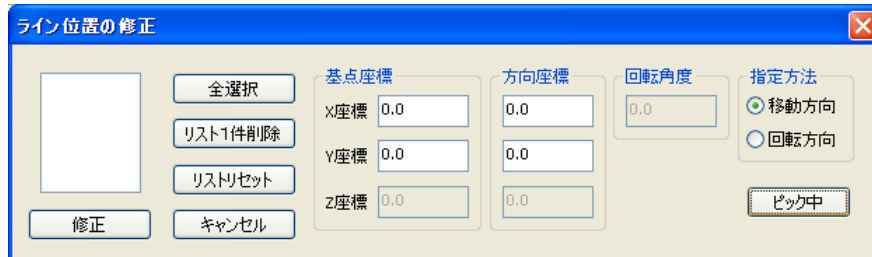 ライン位置の修正
全選択
リスト1件削除
リストリセット
修正
キャンセル
基点座標
X座標 0.0
Y座標 0.0
Z座標 0.0
方向座標
0.0
0.0
0.0
回転角度
0.0
指定方法
移動方向
回転方向
ピック中